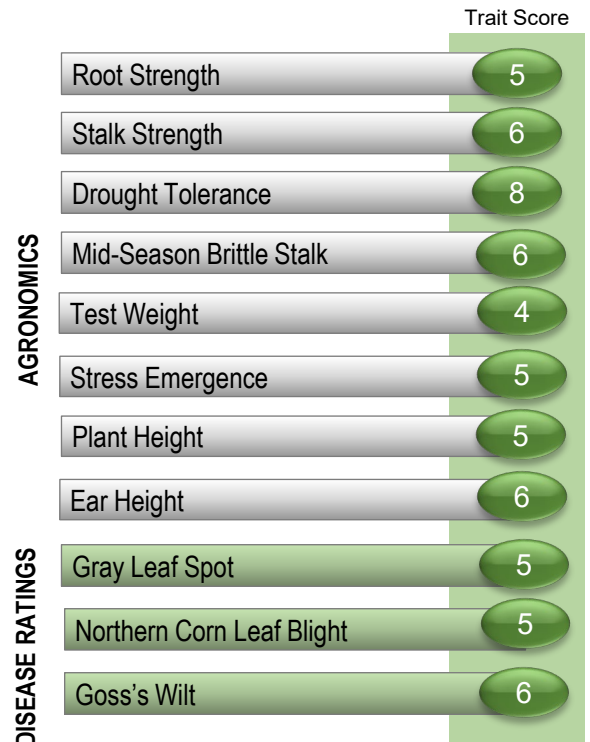 Trait Score
AGRONOMICS
Root Strength 5
Stalk Strength 6
Drought Tolerance 8
Mid-Season Brittle Stalk 6
Test Weight 4
Stress Emergence 5
Plant Height 5
Ear Height 6
DISEASE RATINGS
Gray Leaf Spot 5
Northern Corn Leaf Blight 5
Goss's Wilt 6